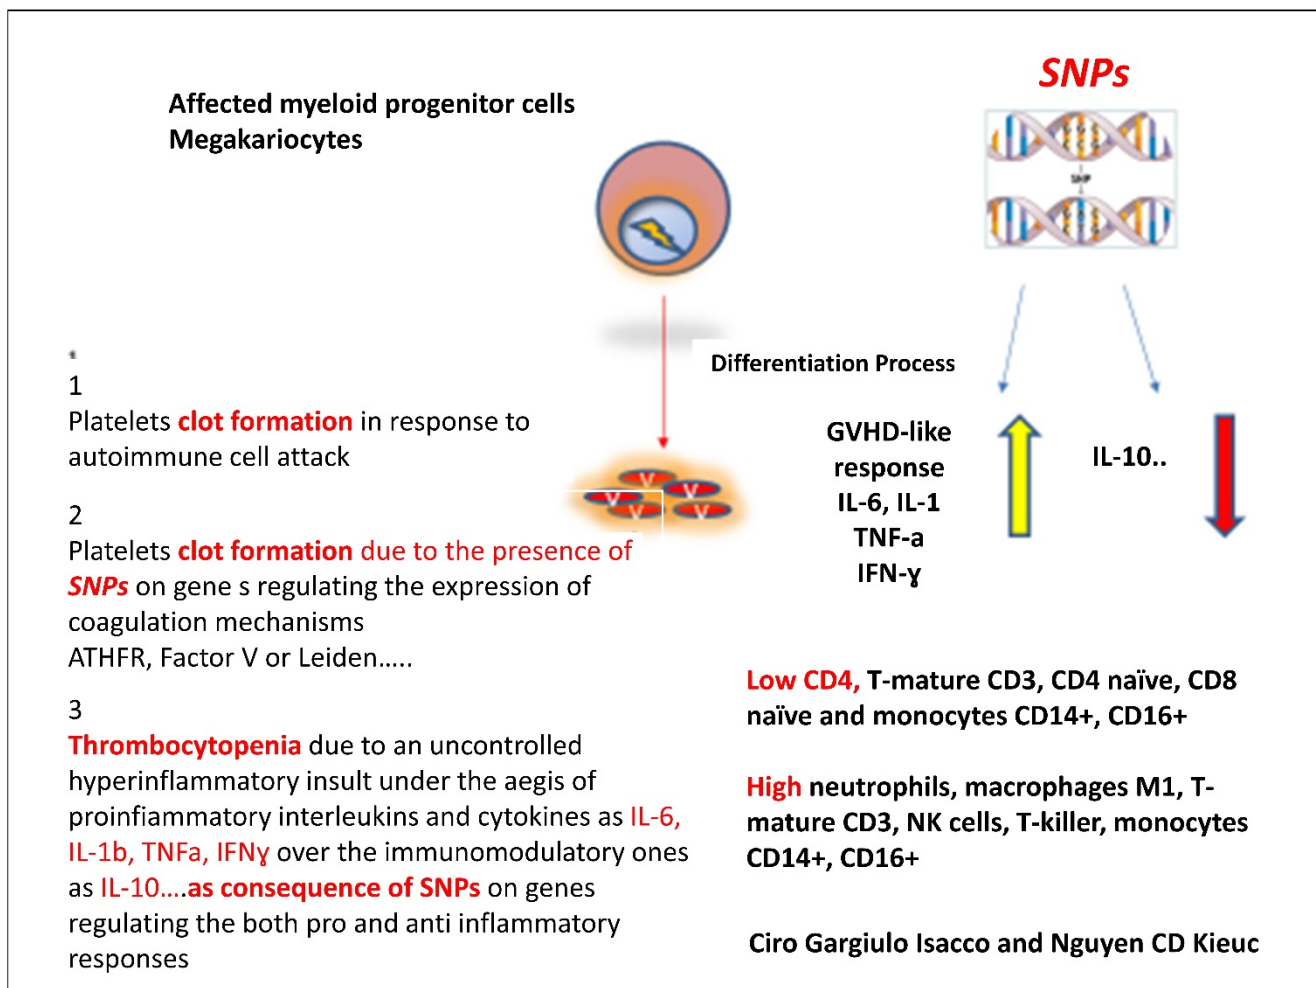 SNPs
Affected myeloid progenitor cells
Megakariocytes
SNP
Differentiation Process
1
Platelets clot formation in response to
autoimmune cell attack
2
Platelets clot formation due to the presence of
SNPs on gene s regulating the expression of
coagulation mechanisms
ATHFR, Factor V or Leiden.....
3
Thrombocytopenia due to an uncontrolled
hyperinflammatory insult under the aegis of
proinfiammatory interleukins and cytokines as IL-6,
IL-1b, TNFa, IFNɣ over the immunomodulatory ones
as IL-10....as consequence of SNPs on genes
regulating the both pro and anti inflammatory
responses
V V
V V V
GVHD-like
response
IL-6, IL-1
TNF-a
IFN-ɣ
IL-10..
Low CD4, T-mature CD3, CD4 naïve, CD8
naïve and monocytes CD14+, CD16+
High neutrophils, macrophages M1, T-
mature CD3, NK cells, T-killer, monocytes
CD14+, CD16+
Ciro Gargiulo Isacco and Nguyen CD Kieuc